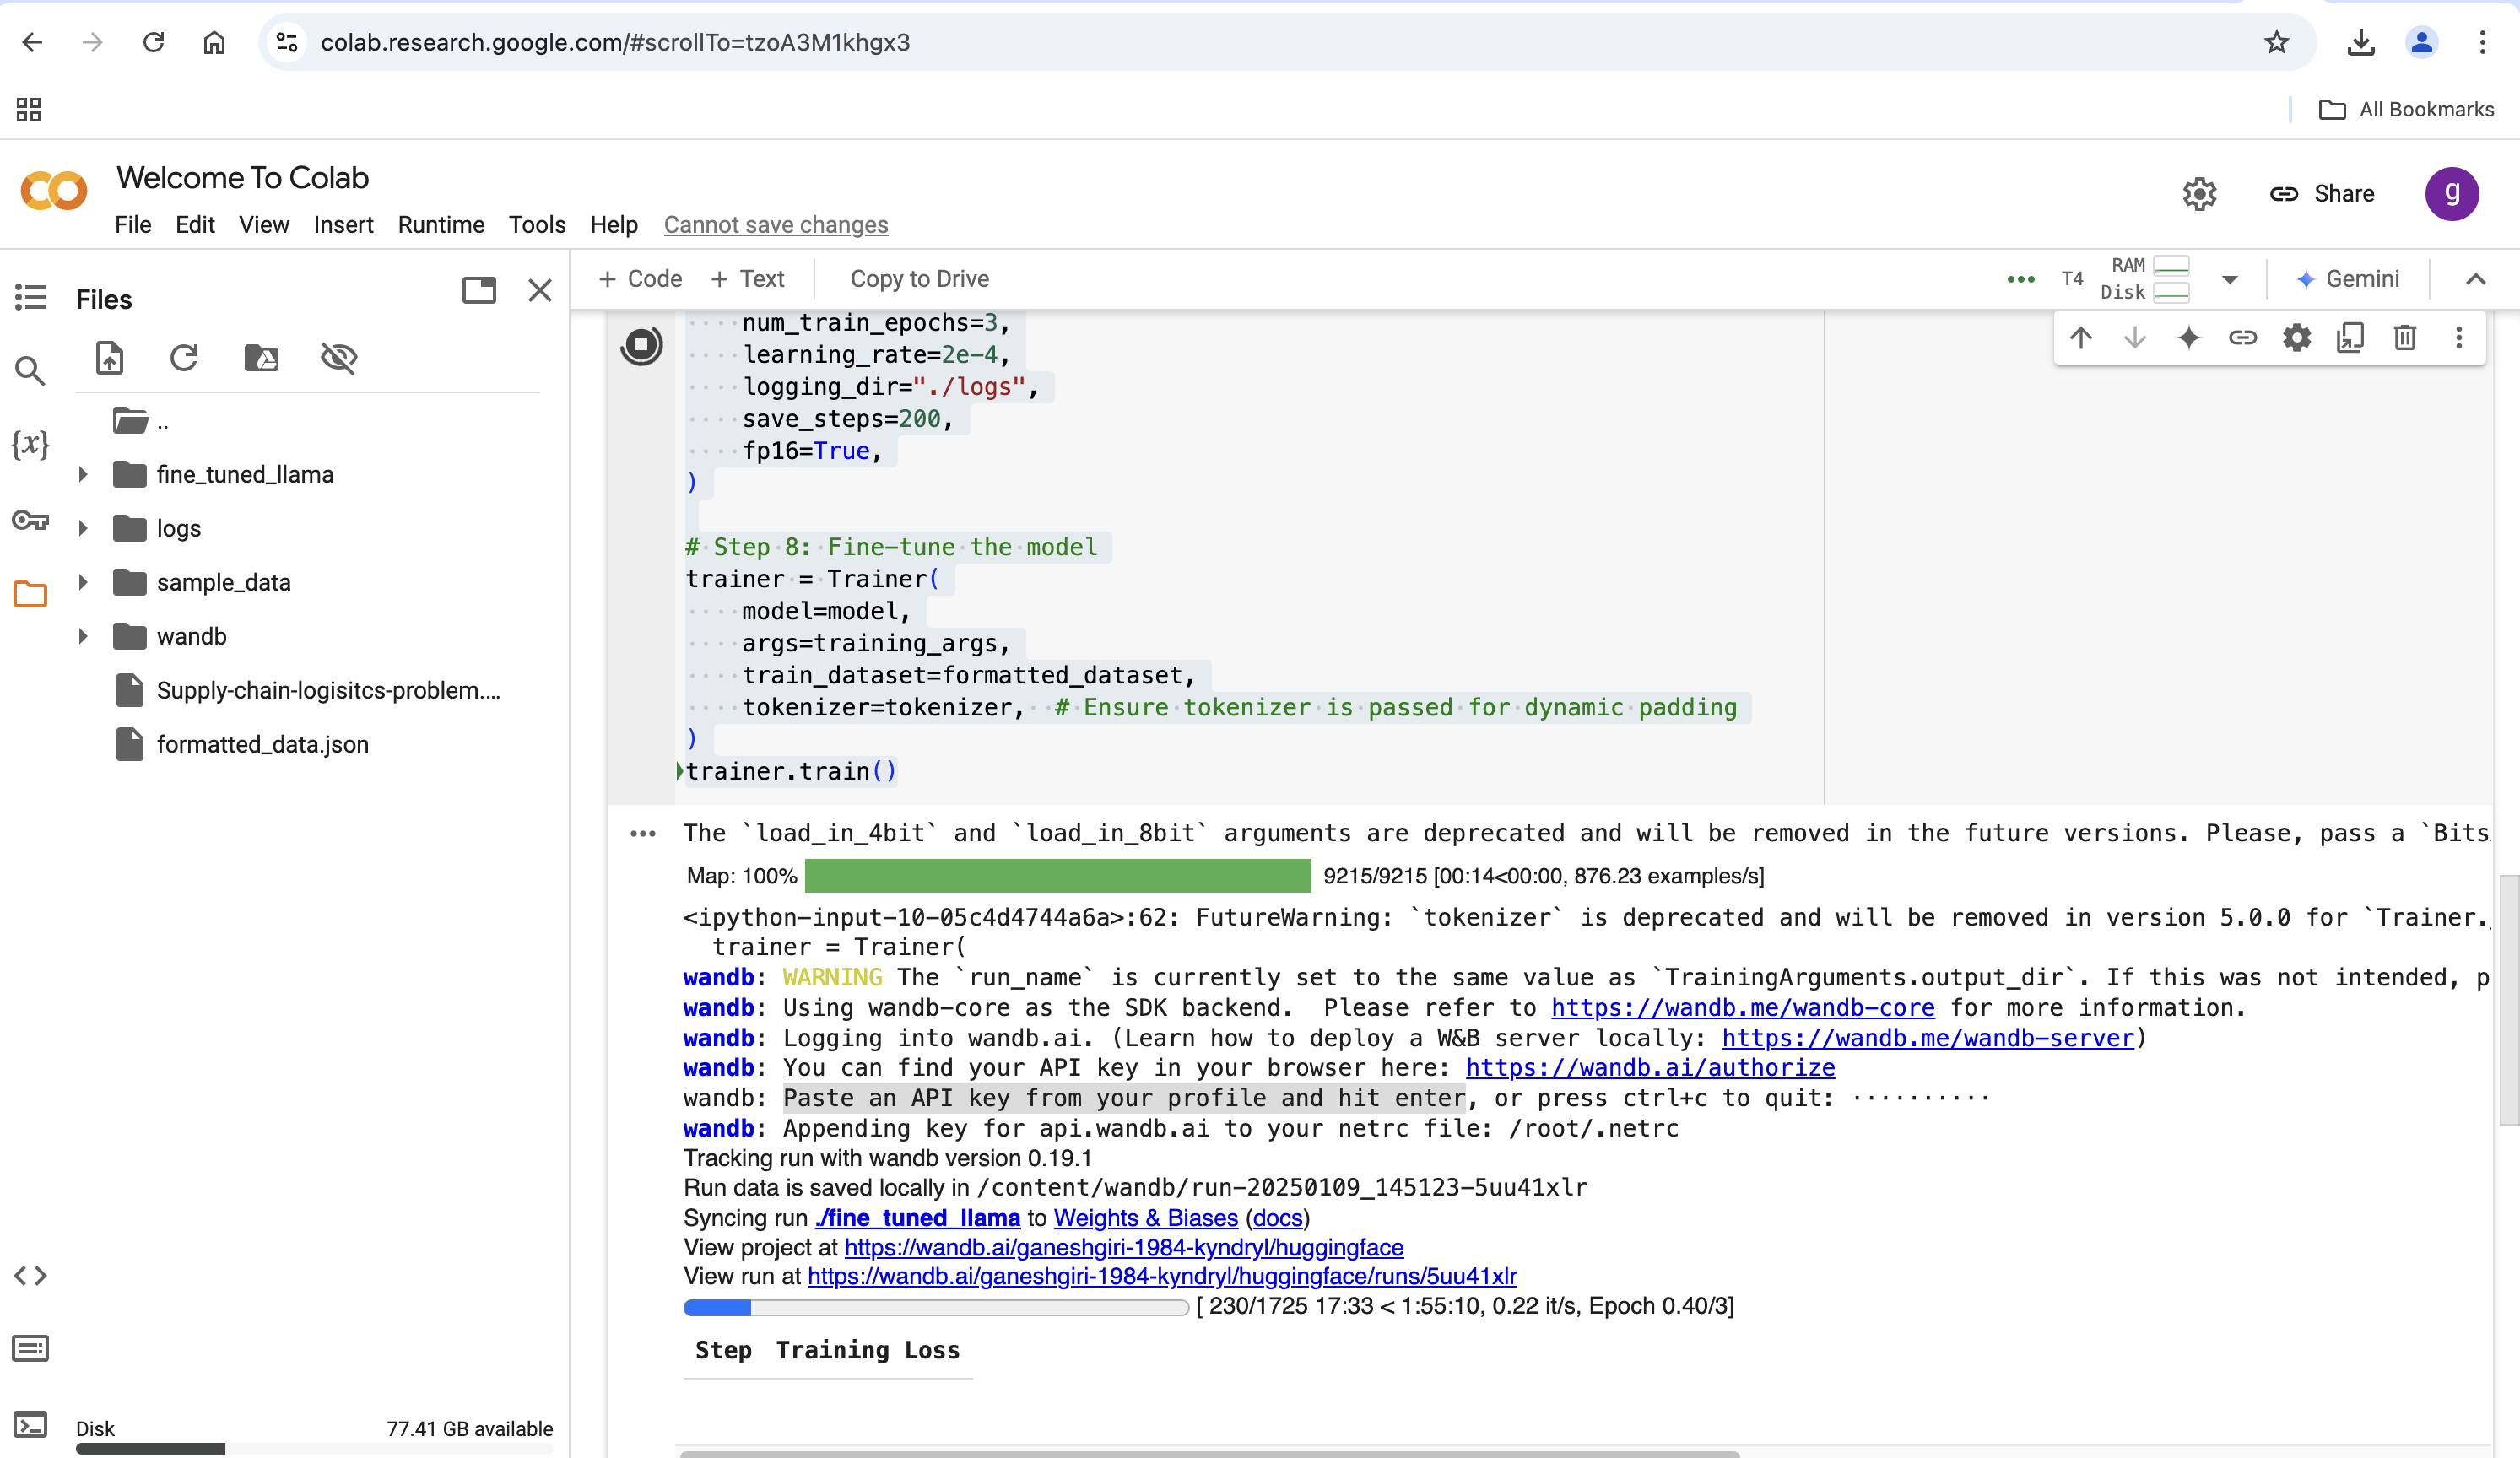 colab.research.google.com/#scrollTo=tzoA3M1khgx3
All Bookmarks
Welcome To Colab
File Edit View Insert Runtime Tools Help Cannot save changes
Share
g
Files
+ Code + Text Copy to Drive
T4 RAM
Disk
Gemini
..
fine_tuned_llama
logs
sample_data
wandb
Supply-chain-logisitcs-problem....
formatted_data.json
{x}
Disk 77.41 GB available
num_train_epochs=3,
learning_rate=2e-4,
logging_dir="./logs",
save_steps=200,
fp16=True,
)
# Step 8: Fine-tune the model
trainer = Trainer(
model=model,
args=training_args,
train_dataset=formatted_dataset,
tokenizer=tokenizer, # Ensure tokenizer is passed for dynamic padding
)
trainer.train()
The `load_in_4bit` and `load_in_8bit` arguments are deprecated and will be removed in the future versions. Please, pass a `Bits
Map: 100% 9215/9215 [00:14<00:00, 876.23 examples/s]
<ipython-input-10-05c4d4744a6a>:62: FutureWarning: `tokenizer` is deprecated and will be removed in version 5.0.0 for `Trainer.
trainer = Trainer(
wandb: WARNING The `run_name` is currently set to the same value as `TrainingArguments.output_dir`. If this was not intended, p
wandb: Using wandb-core as the SDK backend. Please refer to https://wandb.me/wandb-core for more information.
wandb: Logging into wandb.ai. (Learn how to deploy a W&B server locally: https://wandb.me/wandb-server)
wandb: You can find your API key in your browser here: https://wandb.ai/authorize
wandb: Paste an API key from your profile and hit enter, or press ctrl+c to quit: ··········
wandb: Appending key for api.wandb.ai to your netrc file: /root/.netrc
Tracking run with wandb version 0.19.1
Run data is saved locally in /content/wandb/run-20250109_145123-5uu41xlr
Syncing run ./fine_tuned_llama to Weights & Biases (docs)
View project at https://wandb.ai/ganeshgiri-1984-kyndryl/huggingface
View run at https://wandb.ai/ganeshgiri-1984-kyndryl/huggingface/runs/5uu41xlr
[ 230/1725 17:33 < 1:55:10, 0.22 it/s, Epoch 0.40/3]
Step Training Loss